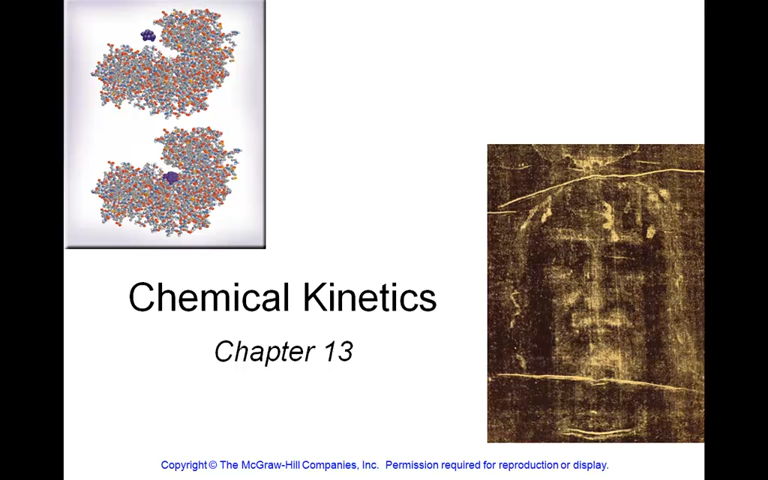 Chemical Kinetics
Chapter 13
Copyright © The McGraw-Hill Companies, Inc. Permission required for reproduction or display.